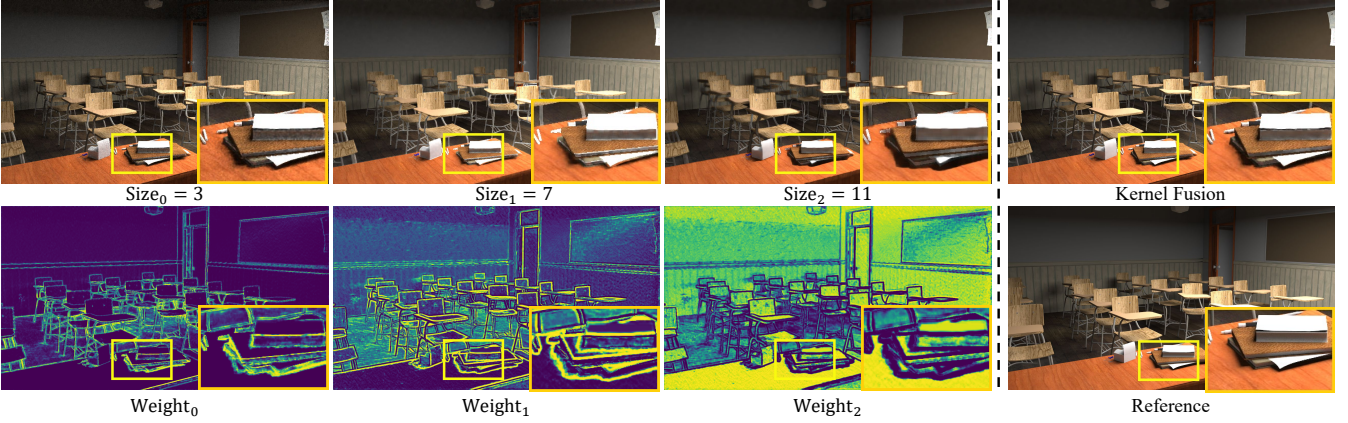 Size₀ = 3
Size₁ = 7
Size₂ = 11
Kernel Fusion
Weight₀
Weight₁
Weight₂
Reference